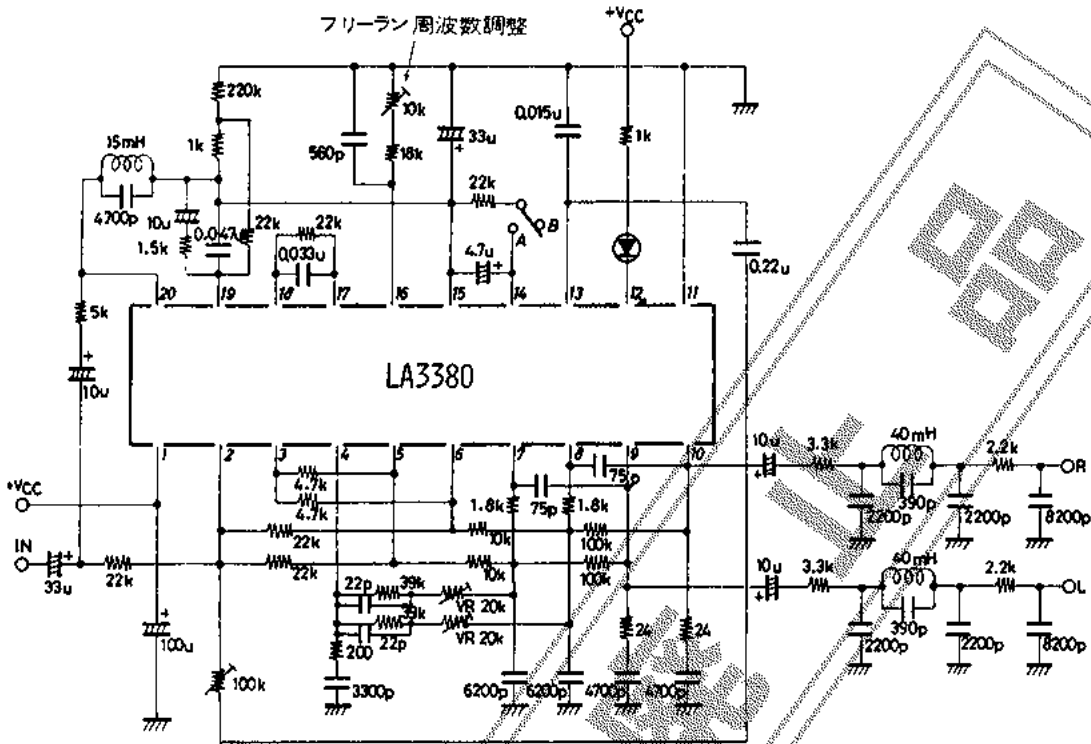 フリーラン周波数調整
+Vcc
220k
10k
0.015u
15mH
1k
560p
33u
1k
18k
22k
4700p
10u
0.047u
22k
22k
B
1.5k
0.033u
A
4.7u
0.22u
20
19
18
17
16
15
14
13
12
11
5k
10u
LA3380
1
2
3
4
5
6
7
8
9
10
10u
3.3k
40mH
2.2k
R
75p
4.7k
390p
+Vcc
4.7k
1.8k
75p
1.8k
2200p
2200p
8200p
22k
10k
100k
IN
22k
22k
10k
100k
10u
3.3k
60mH
2.2k
L
33u
22p
39k
VR 20k
390p
39k
22p
VR 20k
24
24
2200p
2200p
8200p
100u
200
100k
3300p
6200p
6200p
4700p
4700p